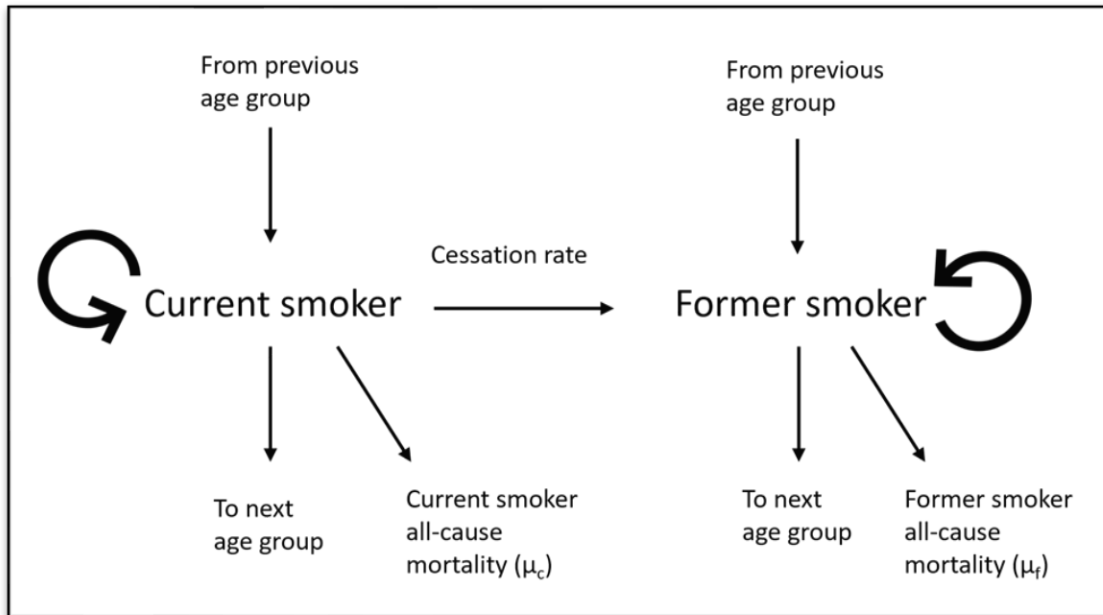 From previous
age group
From previous
age group
Cessation rate
Current smoker
Former smoker
To next
age group
Current smoker
all-cause
mortality (μc)
To next
age group
Former smoker
all-cause
mortality (μf)